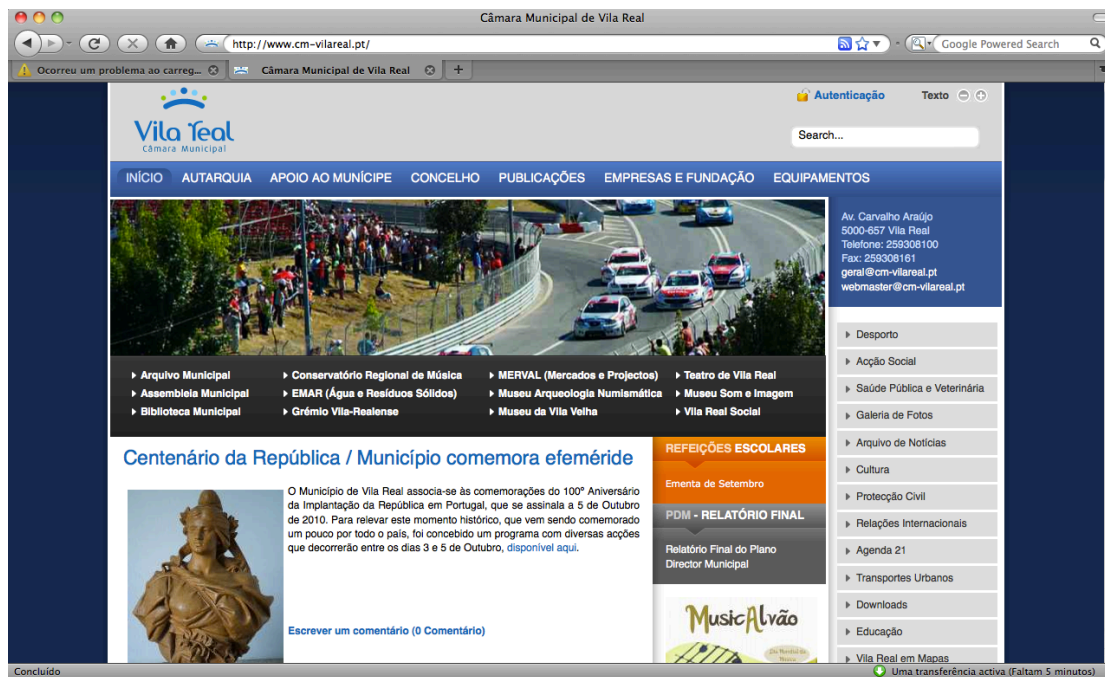 Câmara Municipal de Vila Real
http://www.cm-vilareal.pt/
Google Powered Search
Ocorreu um problema ao carreg...
Câmara Municipal de Vila Real
Vila real
Câmara Municipal
Autenticação
Texto
Search...
INÍCIO AUTARQUIA APOIO AO MUNÍCIPE CONCELHO PUBLICAÇÕES EMPRESAS E FUNDAÇÃO EQUIPAMENTOS
Av. Carvalho Araújo
5000-657 Vila Real
Telefone: 259308100
Fax: 259308161
geral@cm-vilareal.pt
webmaster@cm-vilareal.pt
Arquivo Municipal
Assembleia Municipal
Biblioteca Municipal
Conservatório Regional de Música
EMAR (Água e Resíduos Sólidos)
Grémio Vila-Realense
MERVAL (Mercados e Projectos)
Museu Arqueologia Numismática
Museu da Vila Velha
Teatro de Vila Real
Museu Som e Imagem
Vila Real Social
Centenário da República / Município comemora efeméride
O Município de Vila Real associa-se às comemorações do 100º Aniversário
da Implantação da República em Portugal, que se assinala a 5 de Outubro
de 2010. Para relevar este momento histórico, que vem sendo comemorado
um pouco por todo o país, foi concebido um programa com diversas acções
que decorrerão entre os dias 3 e 5 de Outubro, disponível aqui.
Escrever um comentário (0 Comentário)
REFEIÇÕES ESCOLARES
Ementa de Setembro
PDM - RELATÓRIO FINAL
Relatório Final do Plano
Director Municipal
MusicAlvão
Desporto
Acção Social
Saúde Pública e Veterinária
Galeria de Fotos
Arquivo de Notícias
Cultura
Protecção Civil
Relações Internacionais
Agenda 21
Transportes Urbanos
Downloads
Educação
Vila Real em Mapas
Concluído
Uma transferência activa (Faltam 5 minutos)